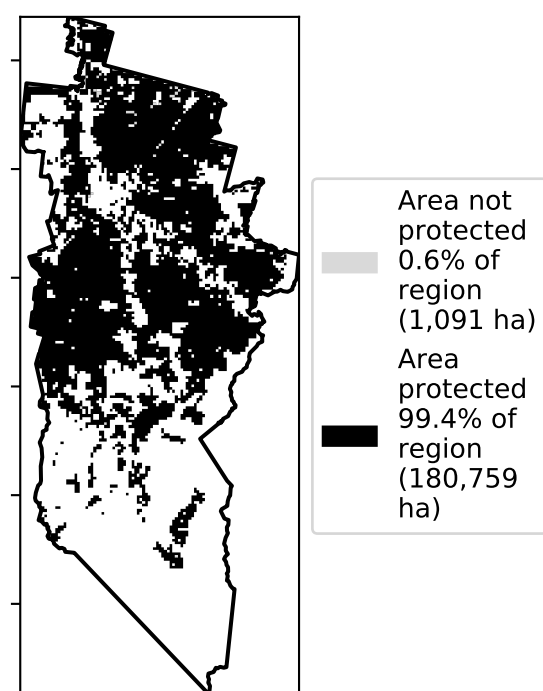 Area not
protected
0.6% of
region
(1,091 ha)
Area
protected
99.4% of
region
(180,759
ha)